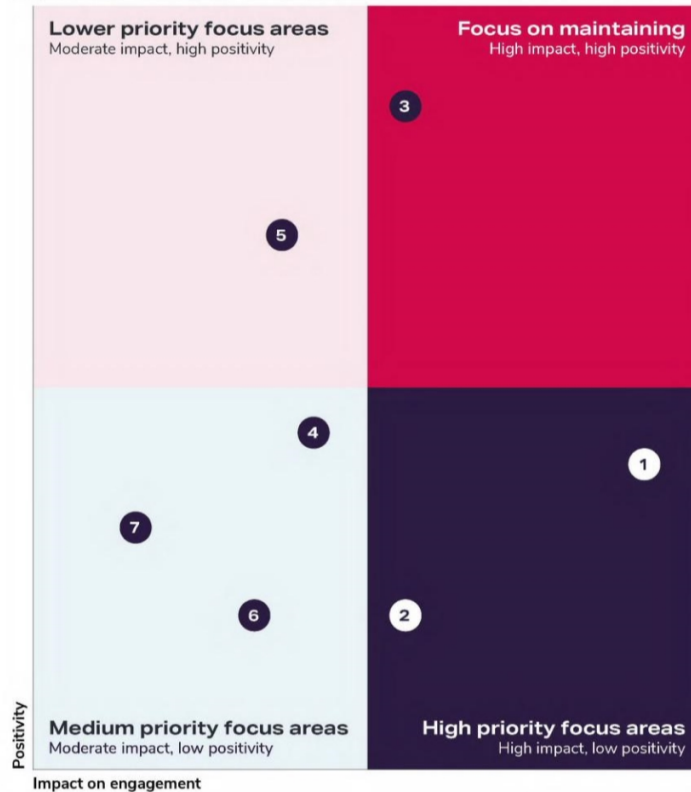 Lower priority focus areas
Moderate impact, high positivity
Focus on maintaining
High impact, high positivity
3
5
4
1
7
6
2
Medium priority focus areas
Moderate impact, low positivity
High priority focus areas
High impact, low positivity
Positivity
Impact on engagement